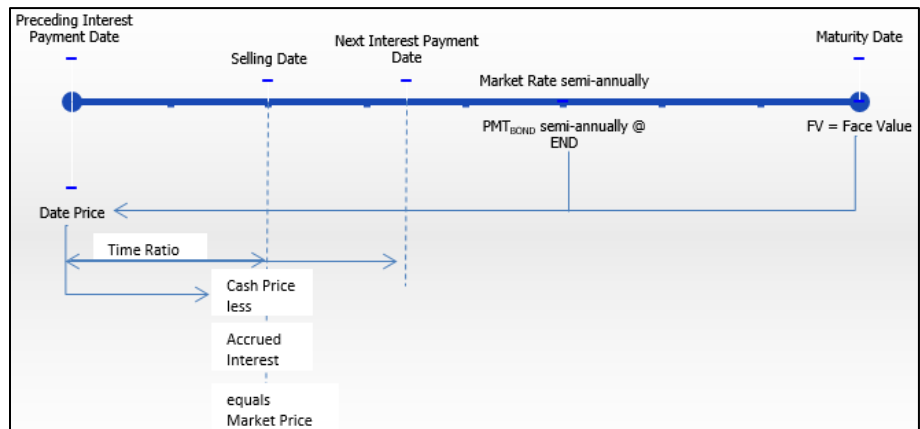 Preceding Interest
Payment Date
Selling Date
Next Interest Payment
Date
Maturity Date
Market Rate semi-annually
PMTBOND semi-annually @
END
FV = Face Value
Date Price
Time Ratio
Cash Price
less
Accrued
Interest
equals
Market Price